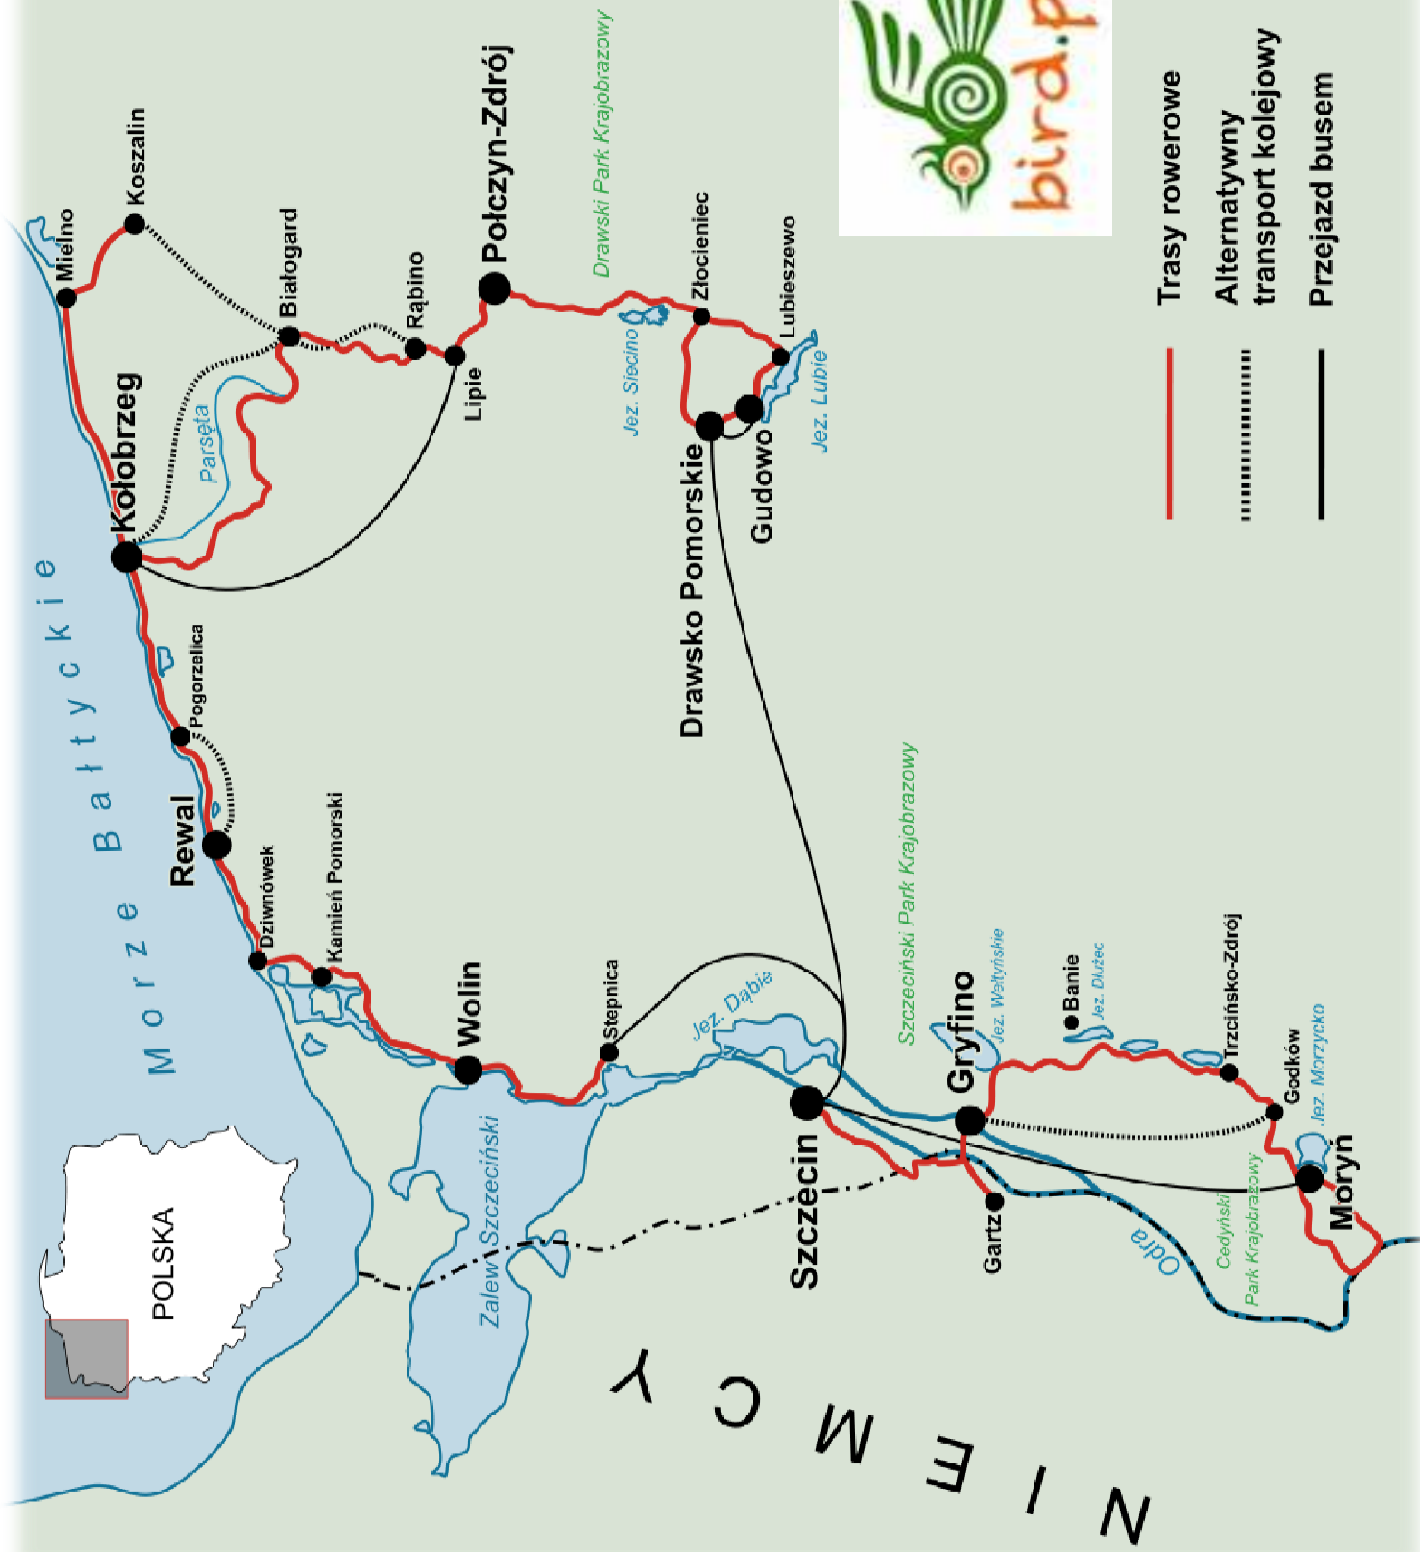 Morze Bałtyckie
POLSKA
NIEMCY
Mielno
Koszalin
Kołobrzeg
Białogard
Parsęta
Rąbino
Lipie
Połczyn-Zdrój
Drawski Park Krajobrazowy
Jez. Siecino
Złocieniec
Lubieszewo
Jez. Lubie
Drawsko Pomorskie
Gudowo
Pogorzelica
Rewal
Dziwnówek
Kamień Pomorski
Wolin
Stepnica
Zalew Szczeciński
Jez. Dąbie
Szczecin
Szczeciński Park Krajobrazowy
Gryfino
Jez. Wełtyńskie
Gartz
Banie
Jez. Dłużec
Trzcińsko-Zdrój
Godków
Jez. Morzycko
Moryń
Cedyński
Park Krajobrazowy
Odra
bird.p
Trasy rowerowe
Alternatywny
transport kolejowy
Przejazd busem